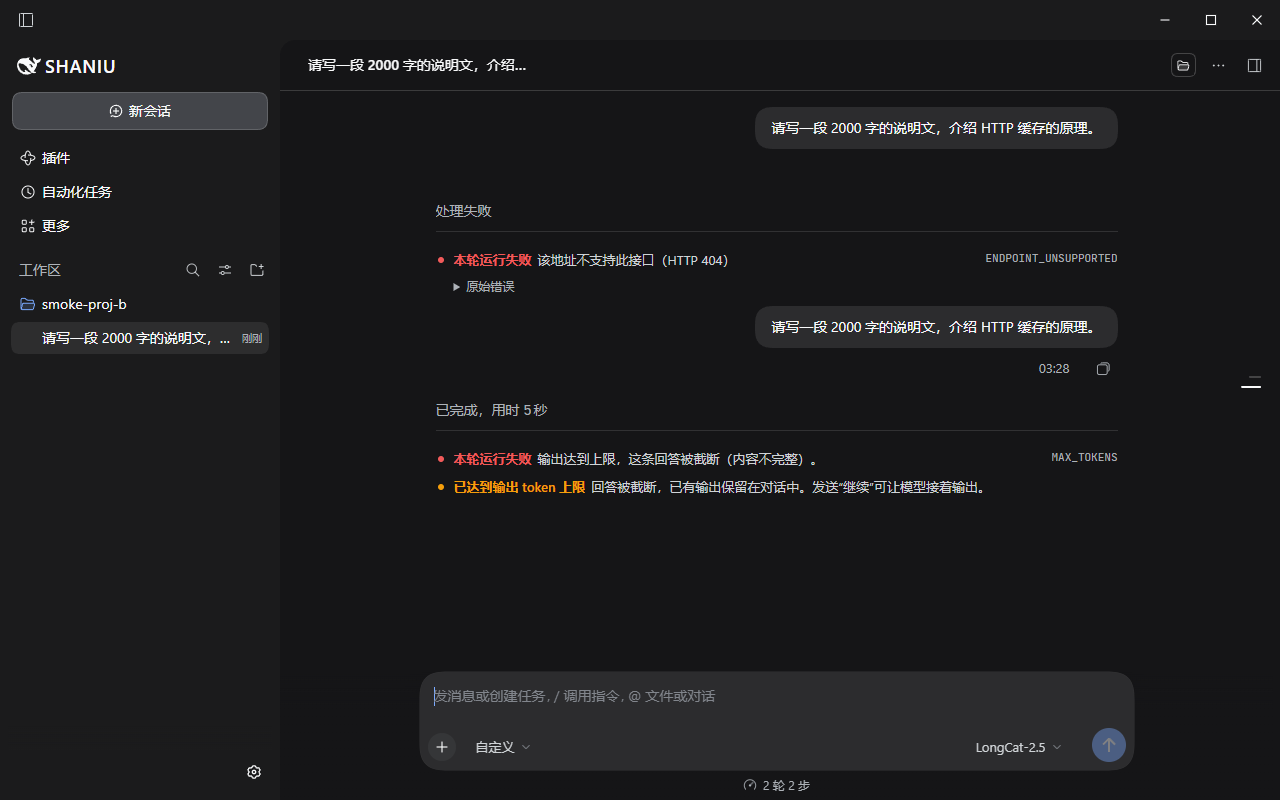 SHANIU
新会话
插件
自动化任务
更多
工作区
smoke-proj-b
请写一段 2000 字的说明文，... 刚刚
请写一段 2000 字的说明文，介绍...
请写一段 2000 字的说明文，介绍 HTTP 缓存的原理。
处理失败
本轮运行失败 该地址不支持此接口（HTTP 404） ENDPOINT_UNSUPPORTED
原始错误
请写一段 2000 字的说明文，介绍 HTTP 缓存的原理。
03:28
已完成，用时 5 秒
本轮运行失败 输出达到上限，这条回答被截断（内容不完整）。 MAX_TOKENS
已达到输出 token 上限 回答被截断，已有输出保留在对话中。发送“继续”可让模型接着输出。
发消息或创建任务, / 调用指令, @ 文件或对话
自定义
LongCat-2.5
2 轮 2 步